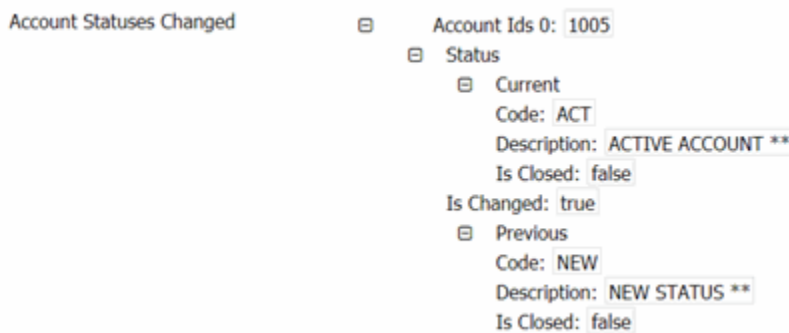 Account Statuses Changed
Account Ids 0: 1005
Status
Current
Code: ACT
Description: ACTIVE ACCOUNT **
Is Closed: false
Is Changed: true
Previous
Code: NEW
Description: NEW STATUS **
Is Closed: false